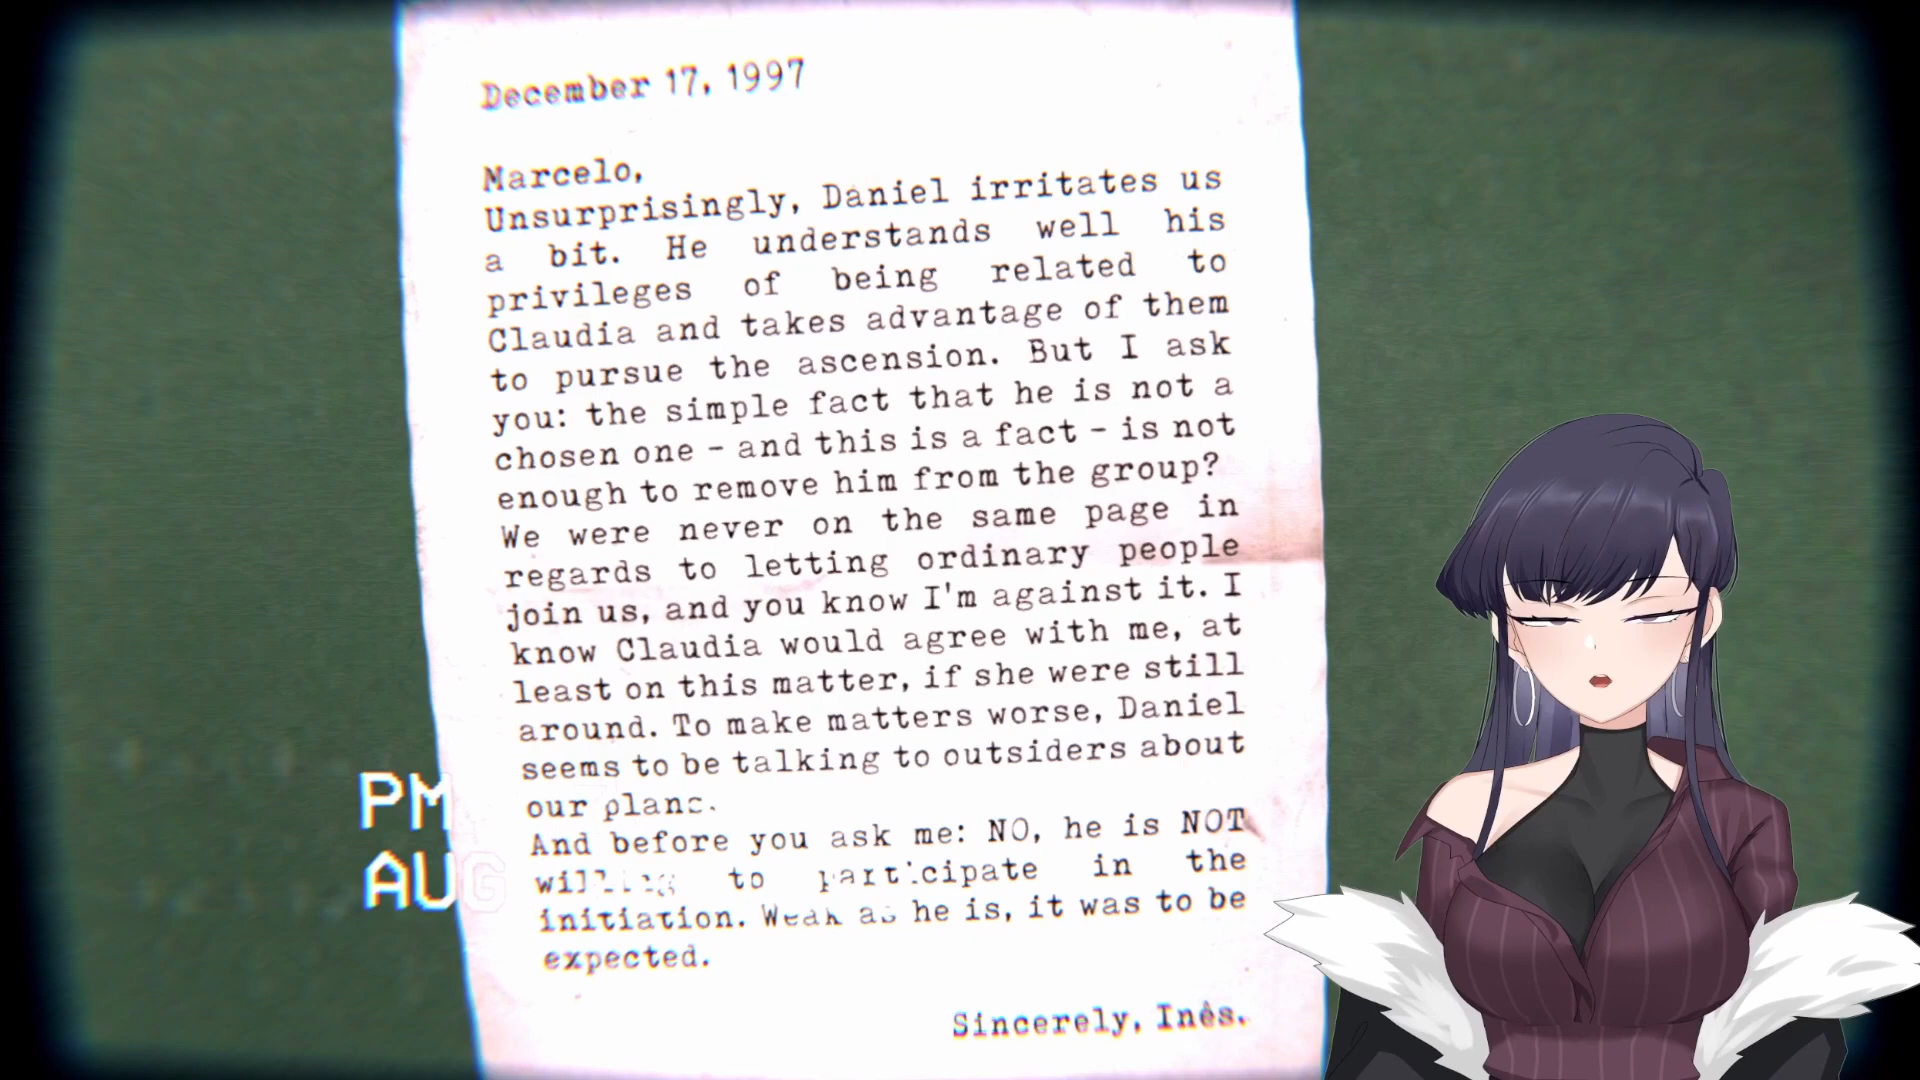 December 17, 1997
Marcelo,
Unsurprisingly, Daniel irritates us
a bit. He understands well his
privileges of being related to
Claudia and takes advantage of them
to pursue the ascension. But I ask
you: the simple fact that he is not a
chosen one - and this is a fact - is not
enough to remove him from the group?
We were never on the same page in
regards to letting ordinary people
join us, and you know I'm against it. I
know Claudia would agree with me, at
least on this matter, if she were still
around. To make matters worse, Daniel
seems to be talking to outsiders about
our plans.
And before you ask me: NO, he is NOT
willing to participate in the
initiation. Weak as he is, it was to be
expected.
Sincerely, Inês.
PM
AUG